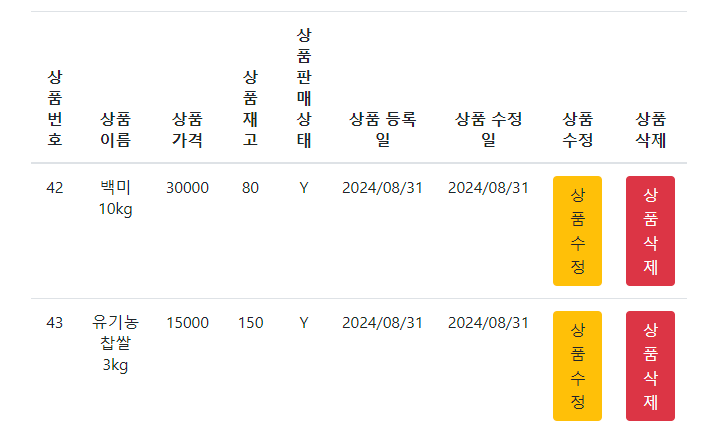 상품번호 상품 이름 상품 가격 상품재고 상품판매상태 상품 등록일 상품 수정일 상품 수정 상품 삭제
42 백미 10kg 30000 80 Y 2024/08/31 2024/08/31 상품수정 상품삭제
43 유기농 찹쌀 3kg 15000 150 Y 2024/08/31 2024/08/31 상품수정 상품삭제